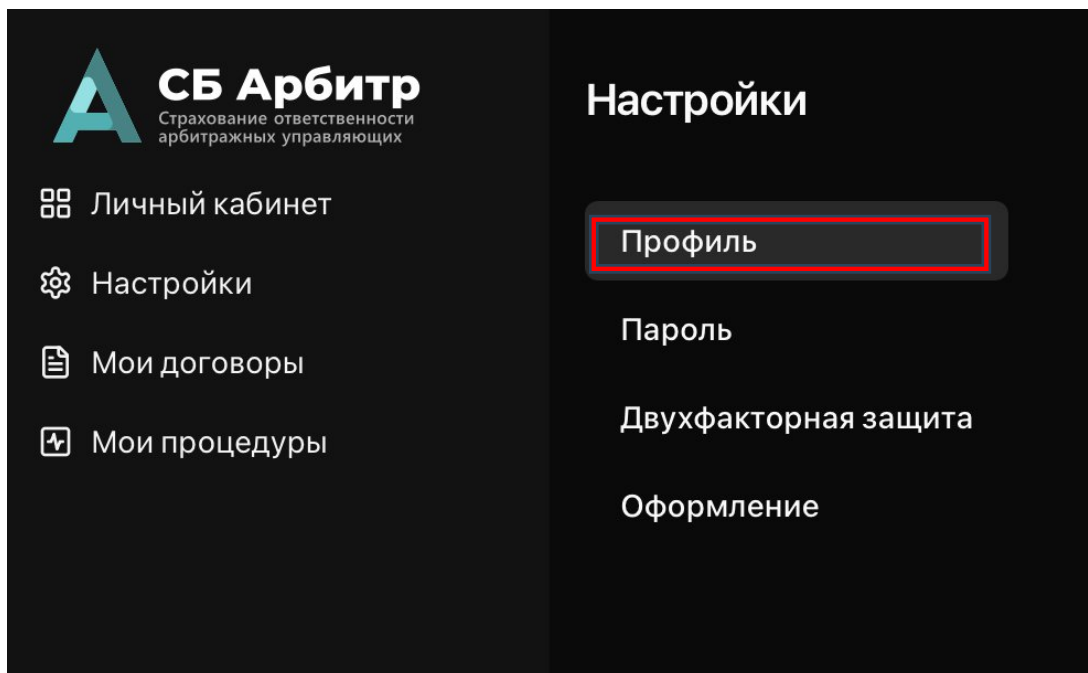 СБ Арбитр
Страхование ответственности
арбитражных управляющих
Личный кабинет
Настройки
Мои договоры
Мои процедуры
Настройки
Профиль
Пароль
Двухфакторная защита
Оформление